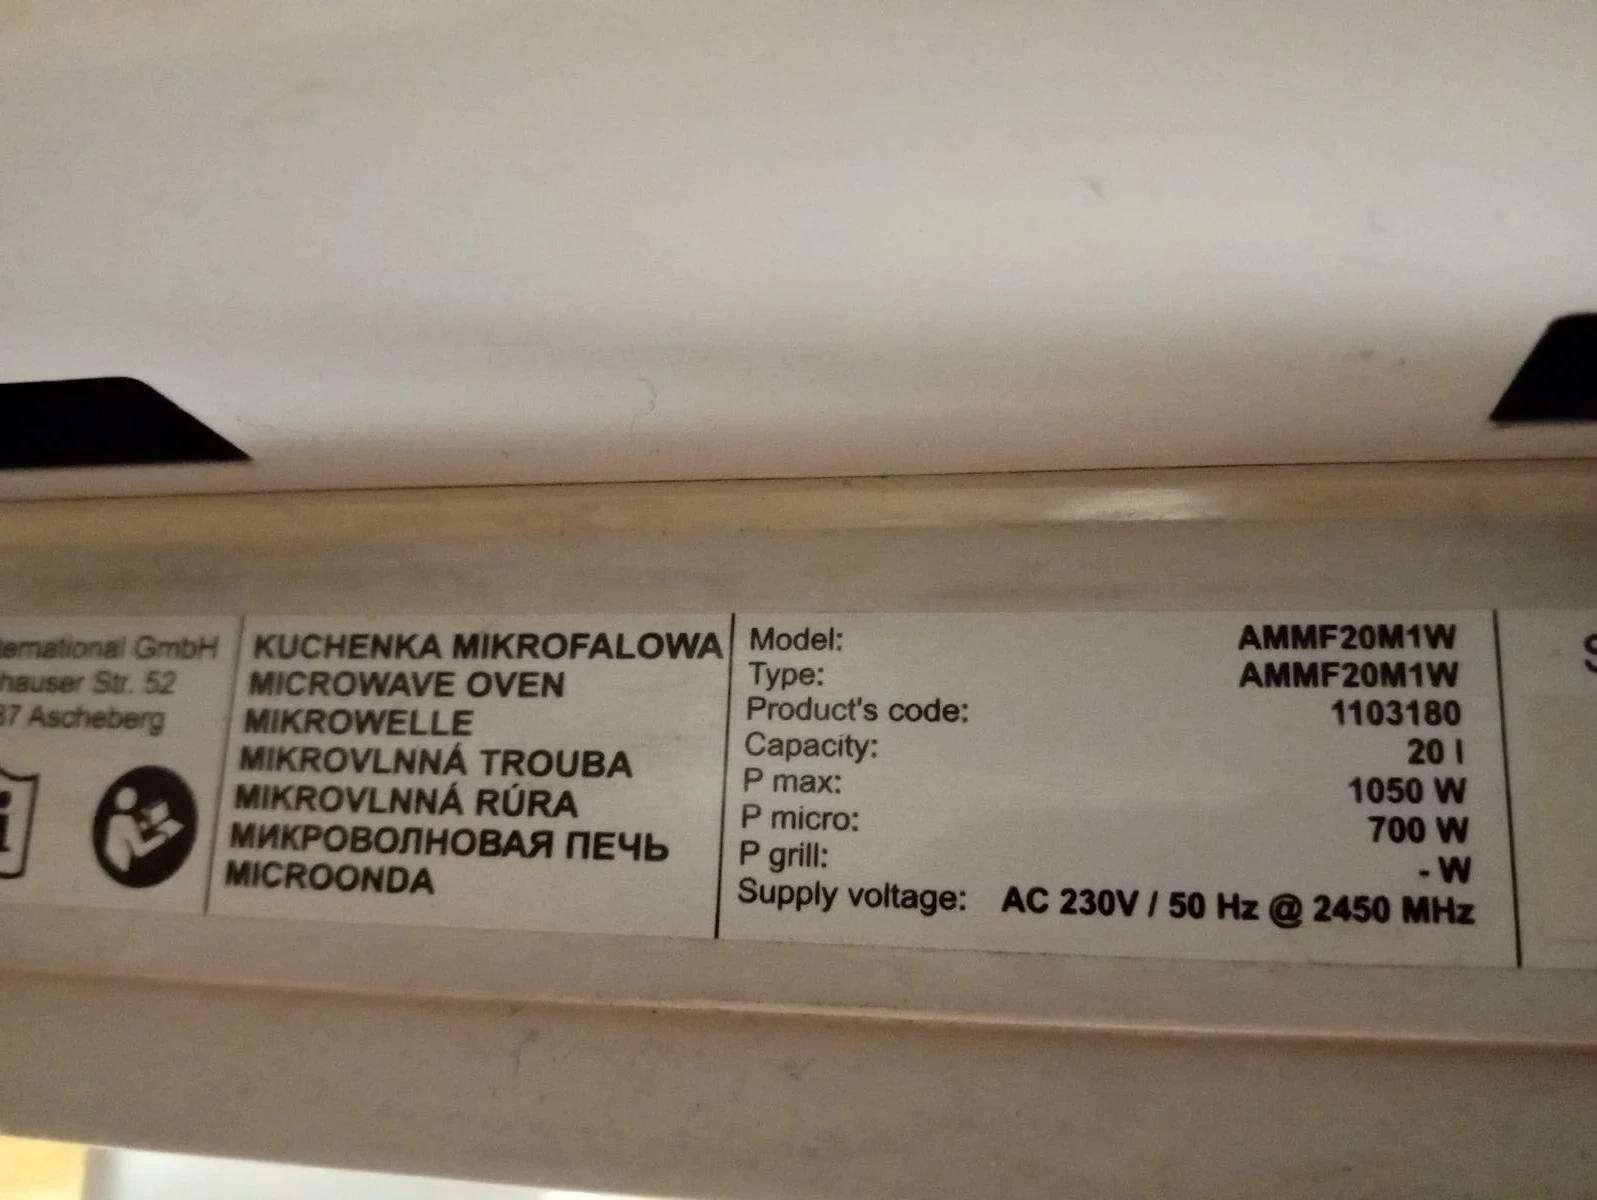 ternational GmbH
hauser Str. 52
87 Ascheberg
KUCHENKA MIKROFALOWA
MICROWAVE OVEN
MIKROWELLE
MIKROVLNNÁ TROUBA
MIKROVLNNÁ RÚRA
МИКРОВОЛНОВАЯ ПЕЧЬ
MICROONDA
Model: AMMF20M1W
Type: AMMF20M1W
Product's code: 1103180
Capacity: 20 l
P max: 1050 W
P micro: 700 W
P grill: - W
Supply voltage: AC 230V / 50 Hz @ 2450 MHz